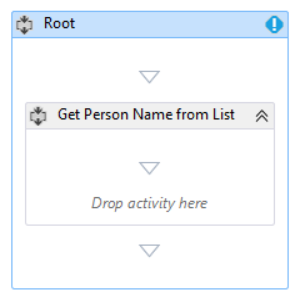 Root
Get Person Name from List
Drop activity here